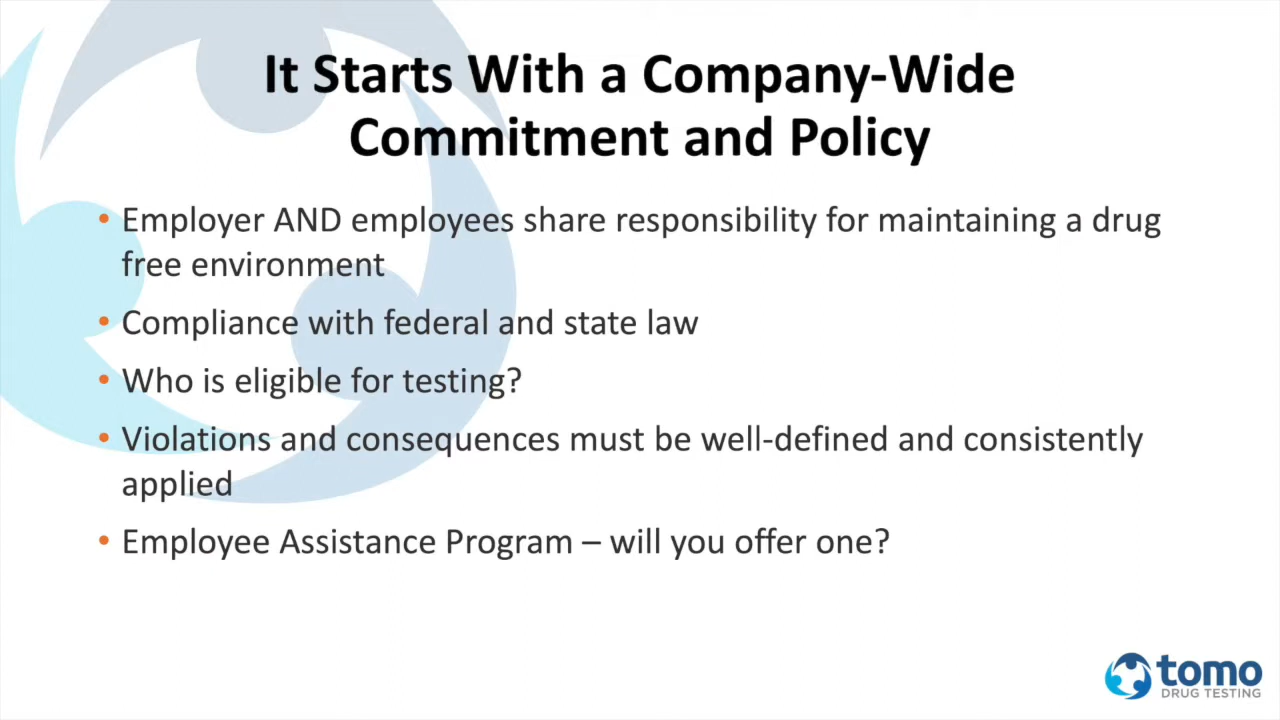 It Starts With a Company-Wide
Commitment and Policy
• Employer AND employees share responsibility for maintaining a drug
free environment
• Compliance with federal and state law
• Who is eligible for testing?
• Violations and consequences must be well-defined and consistently
applied
• Employee Assistance Program – will you offer one?
tomo
DRUG TESTING